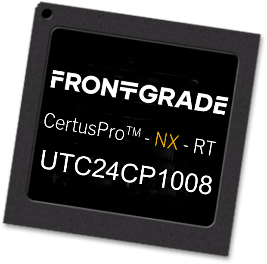 FRONTGRADE
CertusPro™ - NX - RT
UTC24CP1008